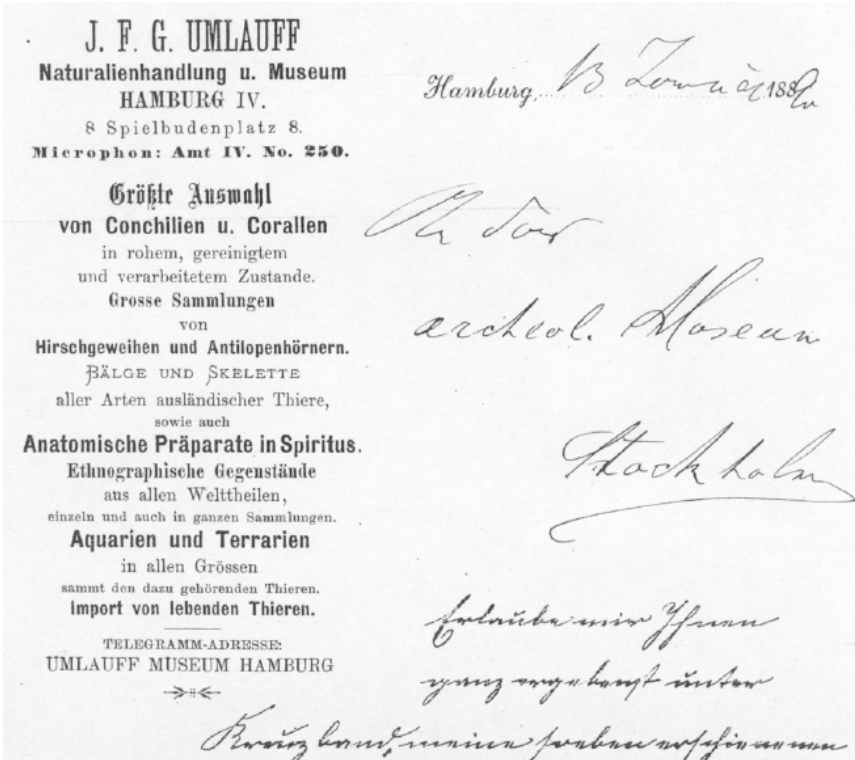 J. F. G. UMLAUFF
Naturalienhandlung u. Museum
HAMBURG IV.
8 Spielbudenplatz 8.
Microphon: Amt IV. No. 250.
Größte Auswahl
von Conchilien u. Corallen
in rohem, gereinigtem
und verarbeitetem Zustande.
Grosse Sammlungen
von
Hirschgeweihen und Antilopenhörnern.
BÄLGE UND SKELETTE
aller Arten ausländischer Thiere,
sowie auch
Anatomische Präparate in Spiritus.
Ethnographische Gegenstände
aus allen Welttheilen,
einzeln und auch in ganzen Sammlungen.
Aquarien und Terrarien
in allen Grössen
sammt den dazu gehörenden Thieren.
Import von lebenden Thieren.
TELEGRAMM-ADRESSE:
UMLAUFF MUSEUM HAMBURG
Hamburg, 13 188
archeol. Museum
Stockholm
Erlaube mir Ihnen
ganz ergebenst unter
Kreuzband, meine soeben erschienenen